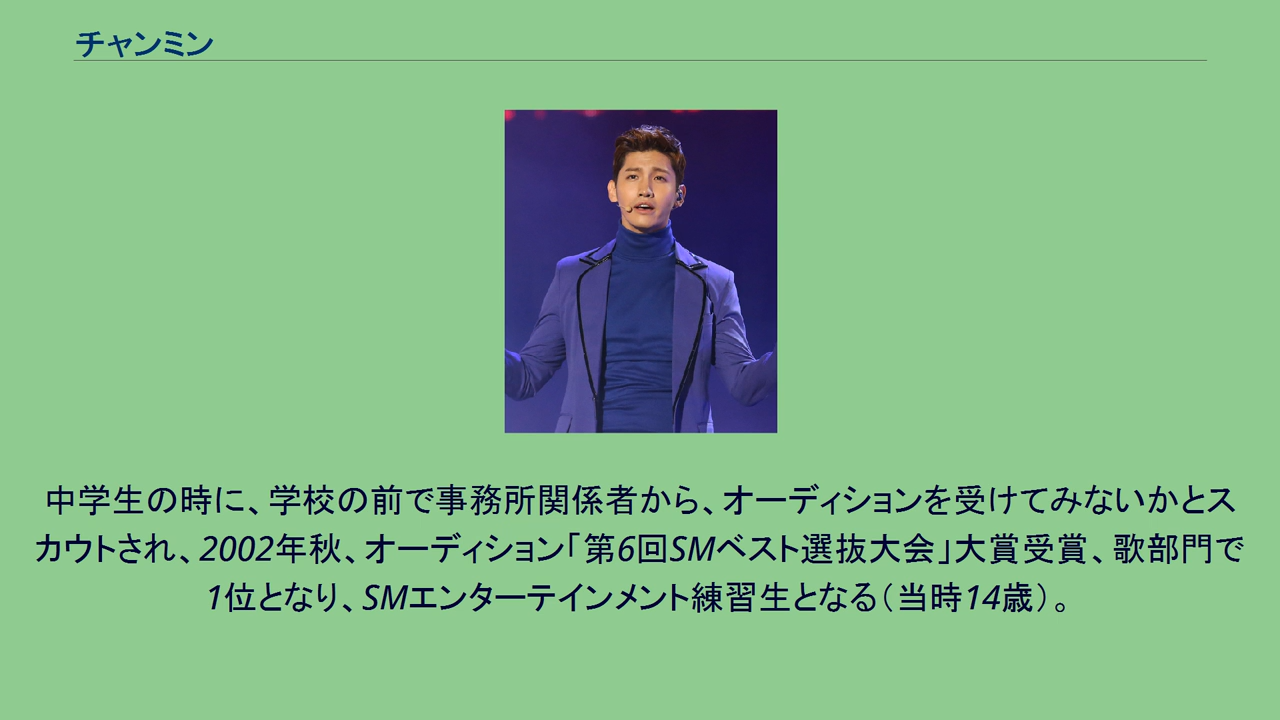 チャンミン
中学生の時に、学校の前で事務所関係者から、オーディションを受けてみないかとス
カウトされ、2002年秋、オーディション「第6回SMベスト選抜大会」大賞受賞、歌部門で
1位となり、SMエンターテインメント練習生となる（当時14歳）。